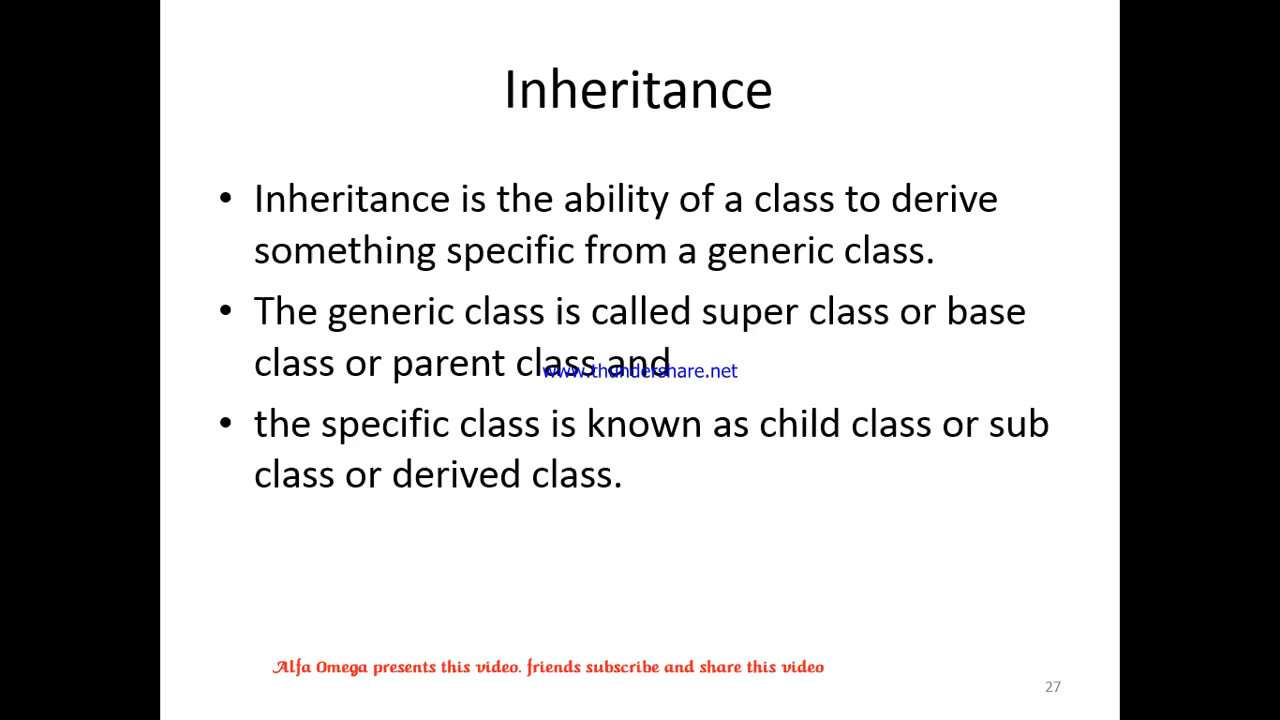 Inheritance
• Inheritance is the ability of a class to derive
something specific from a generic class.
• The generic class is called super class or base
class or parent class and
www.thundershare.net
• the specific class is known as child class or sub
class or derived class.
Alfa Omega presents this video. friends subscribe and share this video
27